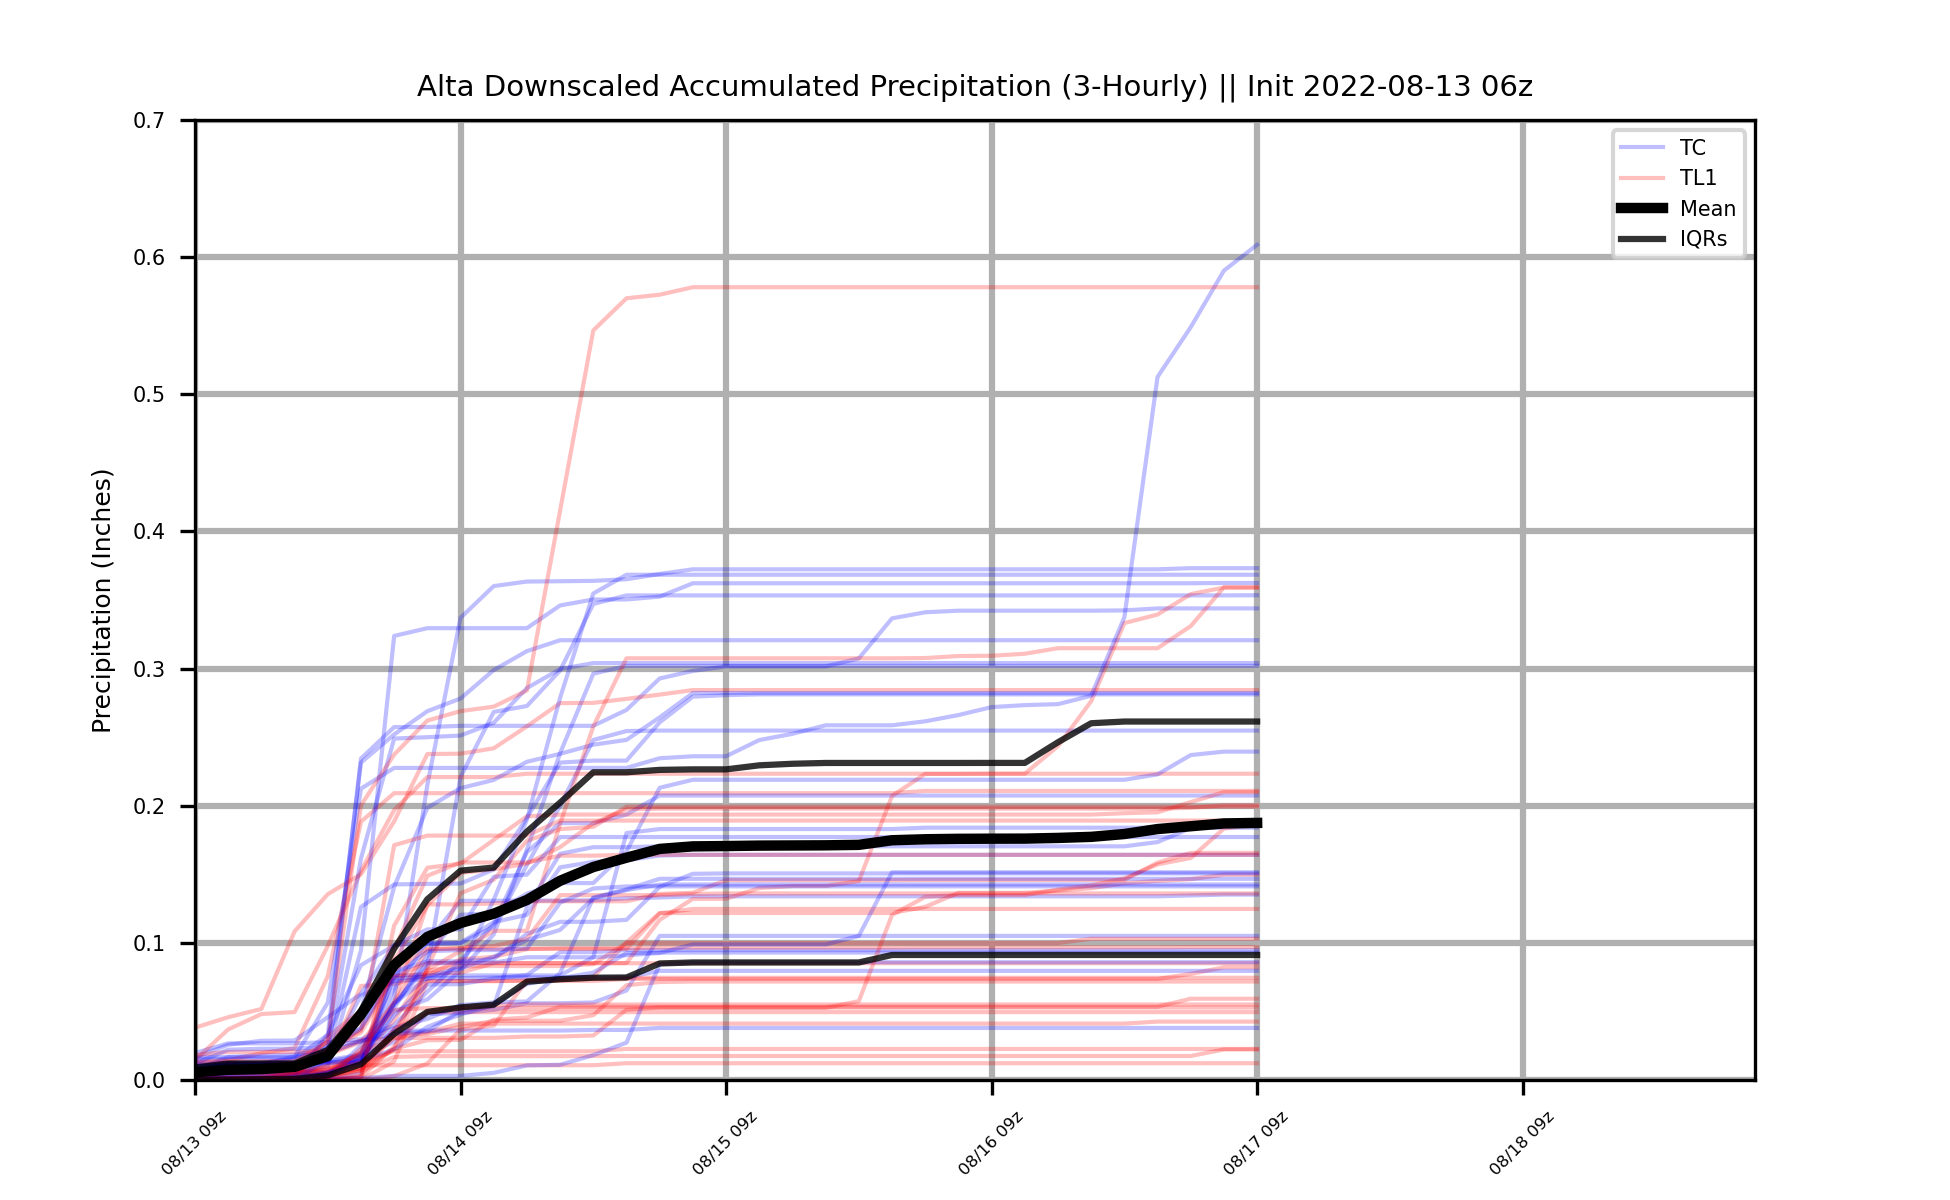 Alta Downscaled Accumulated Precipitation (3-Hourly) || Init 2022-08-13 06z
Precipitation (Inches)
0.7
0.6
0.5
0.4
0.3
0.2
0.1
0.0
TC
TL1
Mean
IQRs
08/13 09z
08/14 09z
08/15 09z
08/16 09z
08/17 09z
08/18 09z